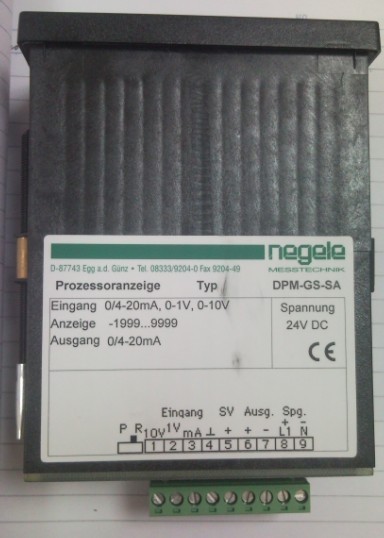 negele
MESSTECHNIK
D-87743 Egg a.d. Günz • Tel. 08333/9204-0 Fax 9204-49
Prozessoranzeige Typ DPM-GS-SA
Eingang 0/4-20mA, 0-1V, 0-10V
Anzeige -1999...9999
Ausgang 0/4-20mA
Spannung
24V DC
CE
Eingang SV Ausg. Spg.
P R 10V 1V mA ⊥ + + - + L1 - N
1 2 3 4 5 6 7 8 9